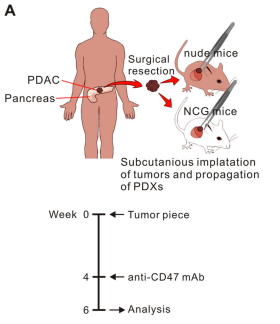 A
nude mice
Surgical
resection
PDAC
Pancreas
NCG mice
Subcutanious implatation
of tumors and propagation
of PDXs
Week 0 Tumor piece
4 anti-CD47 mAb
6 Analysis